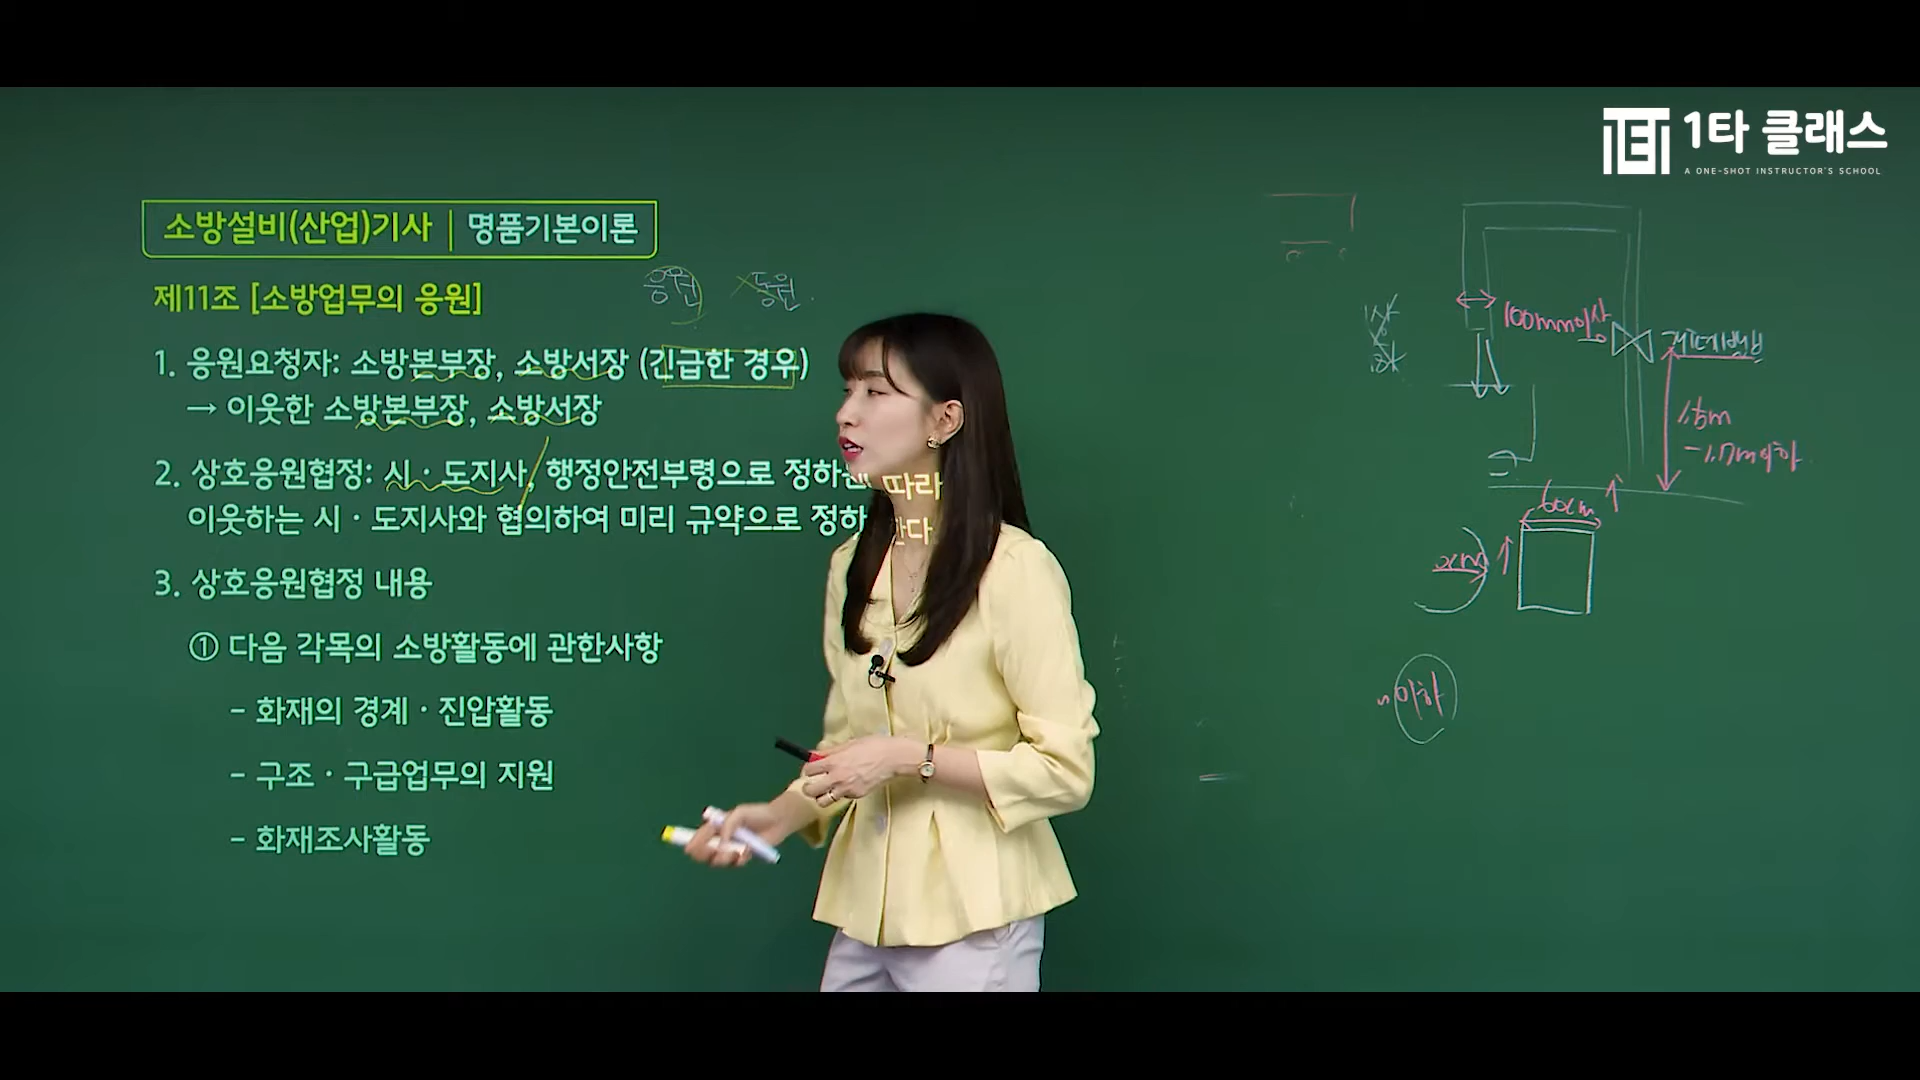 1타 클래스
A ONE-SHOT INSTRUCTOR'S SCHOOL
소방설비(산업)기사 | 명품기본이론
제11조 [소방업무의 응원]
응원 동원
1. 응원요청자: 소방본부장, 소방서장 (긴급한 경우)
→ 이웃한 소방본부장, 소방서장
2. 상호응원협정: 시·도지사, 행정안전부령으로 정하는 따라
이웃하는 시·도지사와 협의하여 미리 규약으로 정하
3. 상호응원협정 내용
① 다음 각목의 소방활동에 관한사항
- 화재의 경계·진압활동
- 구조·구급업무의 지원
- 화재조사활동
100mm이상
개폐밸브
1.5m
-1.7m이하
60cm
이하